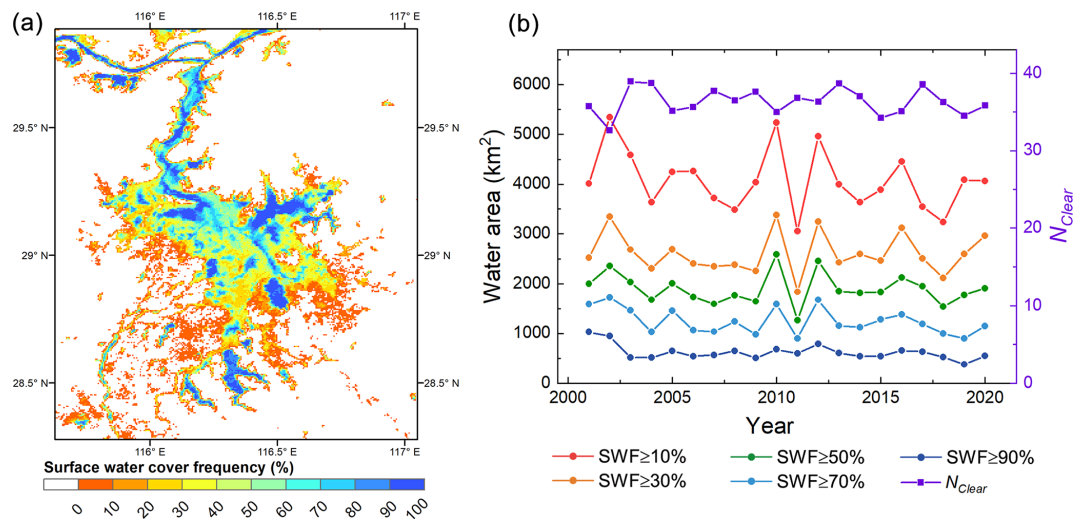 (a)
116° E
116.5° E
117° E
29.5° N
29.5° N
29° N
29° N
28.5° N
28.5° N
116° E
116.5° E
117° E
Surface water cover frequency (%)
0 10 20 30 40 50 60 70 80 90 100
(b)
6000
5000
4000
3000
2000
1000
0
Water area (km²)
40
30
20
10
0
N_Clear
2000 2005 2010 2015 2020
Year
SWF≥10% SWF≥50% SWF≥90%
SWF≥30% SWF≥70% N_Clear